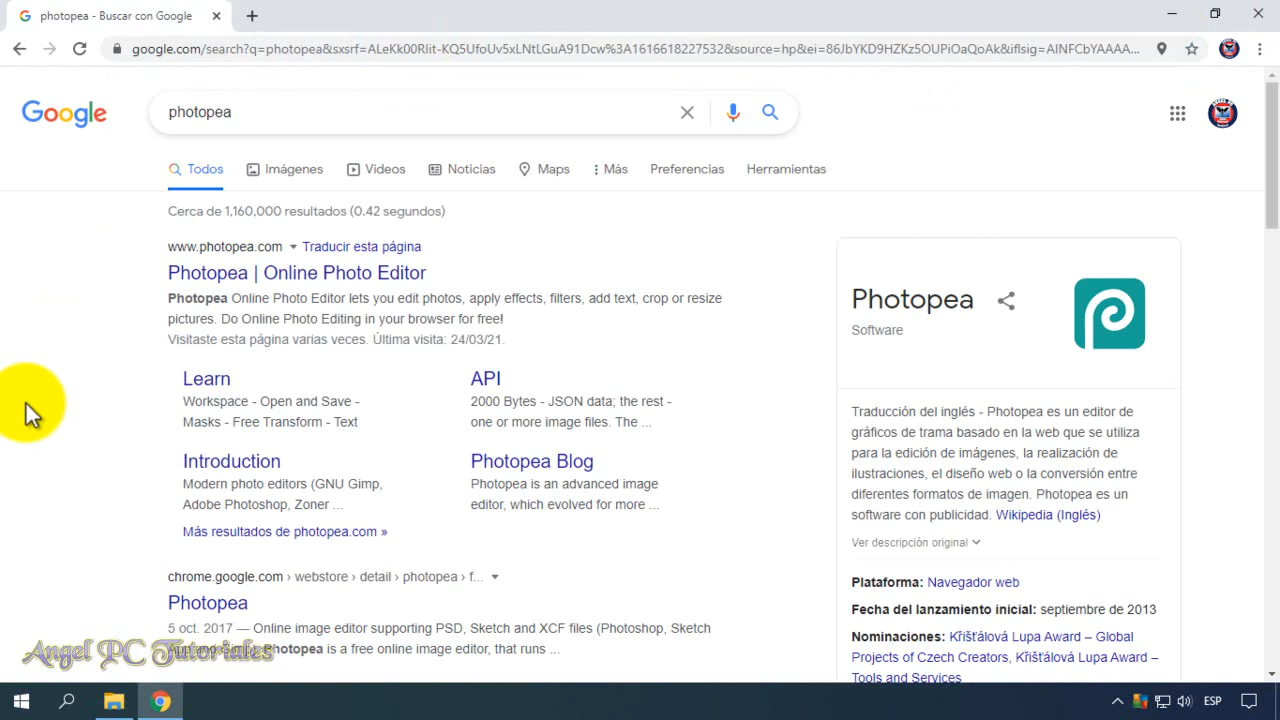 photopea - Buscar con Google
google.com/search?q=photopea&sxsrf=ALeKk00RIit-KQ5UfoUv5xLNtLGuA91Dcw%3A1616618227532&source=hp&ei=86JbYKD9HZKz5OUPiOaQoAk&iflsig=AINFCbYAAAA...
Google
photopea
Todos
Imágenes
Videos
Noticias
Maps
Más
Preferencias
Herramientas
Cerca de 1,160,000 resultados (0.42 segundos)
www.photopea.com Traducir esta página
Photopea | Online Photo Editor
Photopea Online Photo Editor lets you edit photos, apply effects, filters, add text, crop or resize
pictures. Do Online Photo Editing in your browser for free!
Visitaste esta página varias veces. Última visita: 24/03/21.
Learn
Workspace - Open and Save -
Masks - Free Transform - Text
API
2000 Bytes - JSON data; the rest -
one or more image files. The ...
Introduction
Modern photo editors (GNU Gimp,
Adobe Photoshop, Zoner ...
Photopea Blog
Photopea is an advanced image
editor, which evolved for more ...
Más resultados de photopea.com »
chrome.google.com › webstore › detail › photopea › f...
Photopea
5 oct. 2017 — Online image editor supporting PSD, Sketch and XCF files (Photoshop, Sketch
Photopea is a free online image editor, that runs ...
Angel PC Tutoriales
Photopea
Software
Traducción del inglés - Photopea es un editor de
gráficos de trama basado en la web que se utiliza
para la edición de imágenes, la realización de
ilustraciones, el diseño web o la conversión entre
diferentes formatos de imagen. Photopea es un
software con publicidad. Wikipedia (Inglés)
Ver descripción original
Plataforma: Navegador web
Fecha del lanzamiento inicial: septiembre de 2013
Nominaciones: Křišťálová Lupa Award – Global
Projects of Czech Creators, Křišťálová Lupa Award –
Tools and Services
ESP